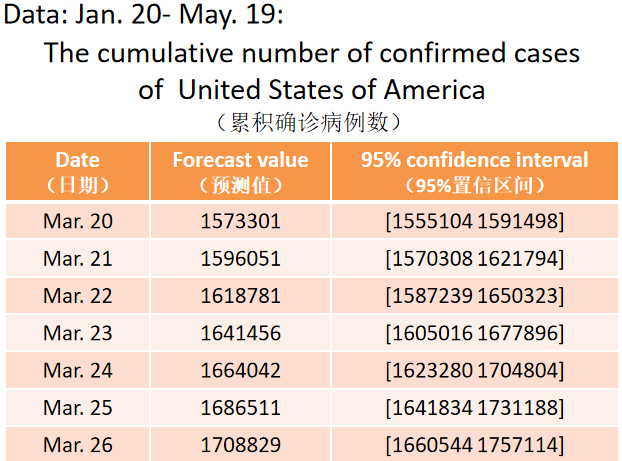 Data: Jan. 20- May. 19:
The cumulative number of confirmed cases
of United States of America
（累积确诊病例数）
Date Forecast value 95% confidence interval
（日期） （预测值） （95%置信区间）
Mar. 20 1573301 [1555104 1591498]
Mar. 21 1596051 [1570308 1621794]
Mar. 22 1618781 [1587239 1650323]
Mar. 23 1641456 [1605016 1677896]
Mar. 24 1664042 [1623280 1704804]
Mar. 25 1686511 [1641834 1731188]
Mar. 26 1708829 [1660544 1757114]